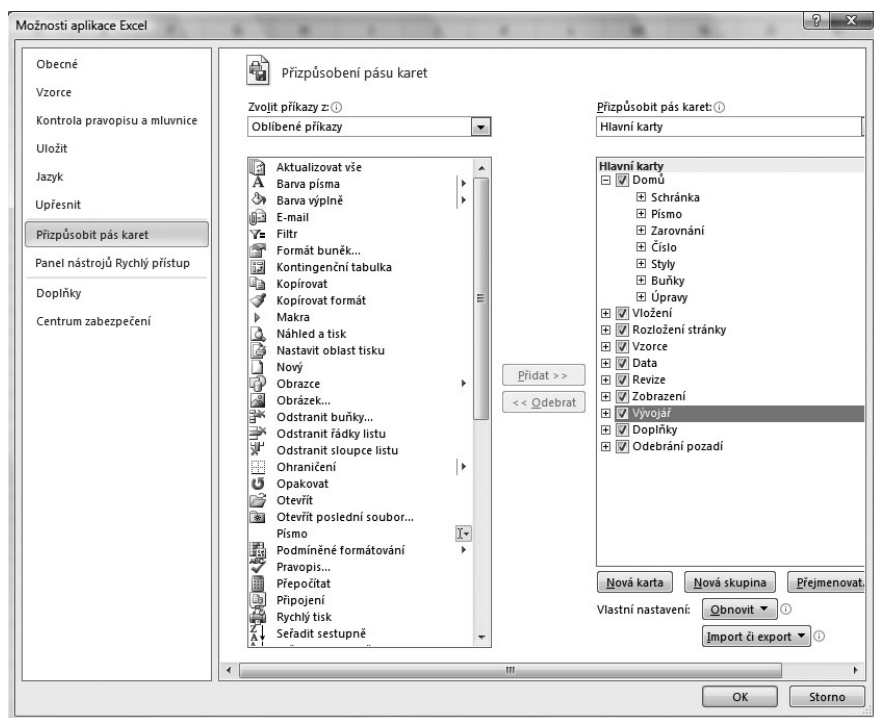 Možnosti aplikace Excel
Obecné
Vzorce
Kontrola pravopisu a mluvnice
Uložit
Jazyk
Upřesnit
Přizpůsobit pás karet
Panel nástrojů Rychlý přístup
Doplňky
Centrum zabezpečení
Přizpůsobení pásu karet
Zvolit příkazy z:
Oblíbené příkazy
Aktualizovat vše
Barva písma
Barva výplně
E-mail
Filtr
Formát buněk...
Kontingenční tabulka
Kopírovat
Kopírovat formát
Makra
Náhled a tisk
Nastavit oblast tisku
Nový
Obrazce
Obrázek...
Odstranit buňky...
Odstranit řádky listu
Odstranit sloupce listu
Ohraničení
Opakovat
Otevřít
Otevřít poslední soubor...
Písmo
Podmíněné formátování
Pravopis...
Přepočítat
Připojení
Rychlý tisk
Seřadit sestupně
Přidat >>
<< Odebrat
Přizpůsobit pás karet:
Hlavní karty
Hlavní karty
Domů
Schránka
Písmo
Zarovnání
Číslo
Styly
Buňky
Úpravy
Vložení
Rozložení stránky
Vzorce
Data
Revize
Zobrazení
Vývojář
Doplňky
Odebrání pozadí
Nová karta Nová skupina Přejmenovat.
Vlastní nastavení: Obnovit
Import či export
OK Storno